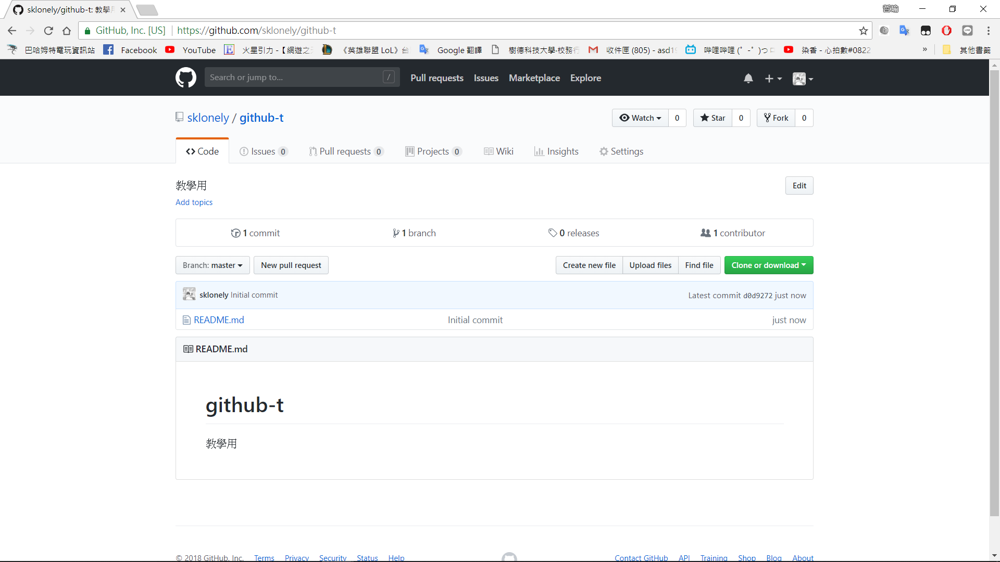 sklonely/github-t: 教學用
哲瑜
GitHub, Inc. [US] https://github.com/sklonely/github-t
巴哈姆特電玩資訊站 Facebook YouTube 火星引力 -【網遊之 《英雄聯盟 LoL》台 Google 翻譯 樹德科技大學‧校務行 收件匣 (805) - asd19 嗶哩嗶哩 (゜-゜)つロ 染香 - 心拍數#0822 » 其他書籤
Search or jump to... / Pull requests Issues Marketplace Explore
sklonely / github-t Watch 0 Star 0 Fork 0
Code Issues 0 Pull requests 0 Projects 0 Wiki Insights Settings
教學用 Edit
Add topics
1 commit 1 branch 0 releases 1 contributor
Branch: master New pull request Create new file Upload files Find file Clone or download
sklonely Initial commit Latest commit d0d9272 just now
README.md Initial commit just now
README.md
github-t
教學用
© 2018 GitHub, Inc. Terms Privacy Security Status Help Contact GitHub API Training Shop Blog About